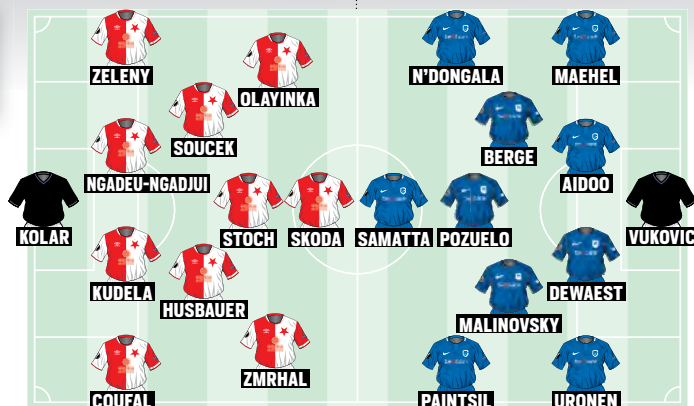 ZELENY
OLAYINKA
SOUCEK
NGADEU-NGADJUI
KOLAR
STOCH
SKODA
KUDELA
HUSBAUER
ZMRHAL
COUFAL
N'DONGALA
MAEHEL
BERGE
AIDOO
SAMATTA
POZUELO
VUKOVIC
DEWAEST
MALINOVSKY
PAINTSIL
URONEN